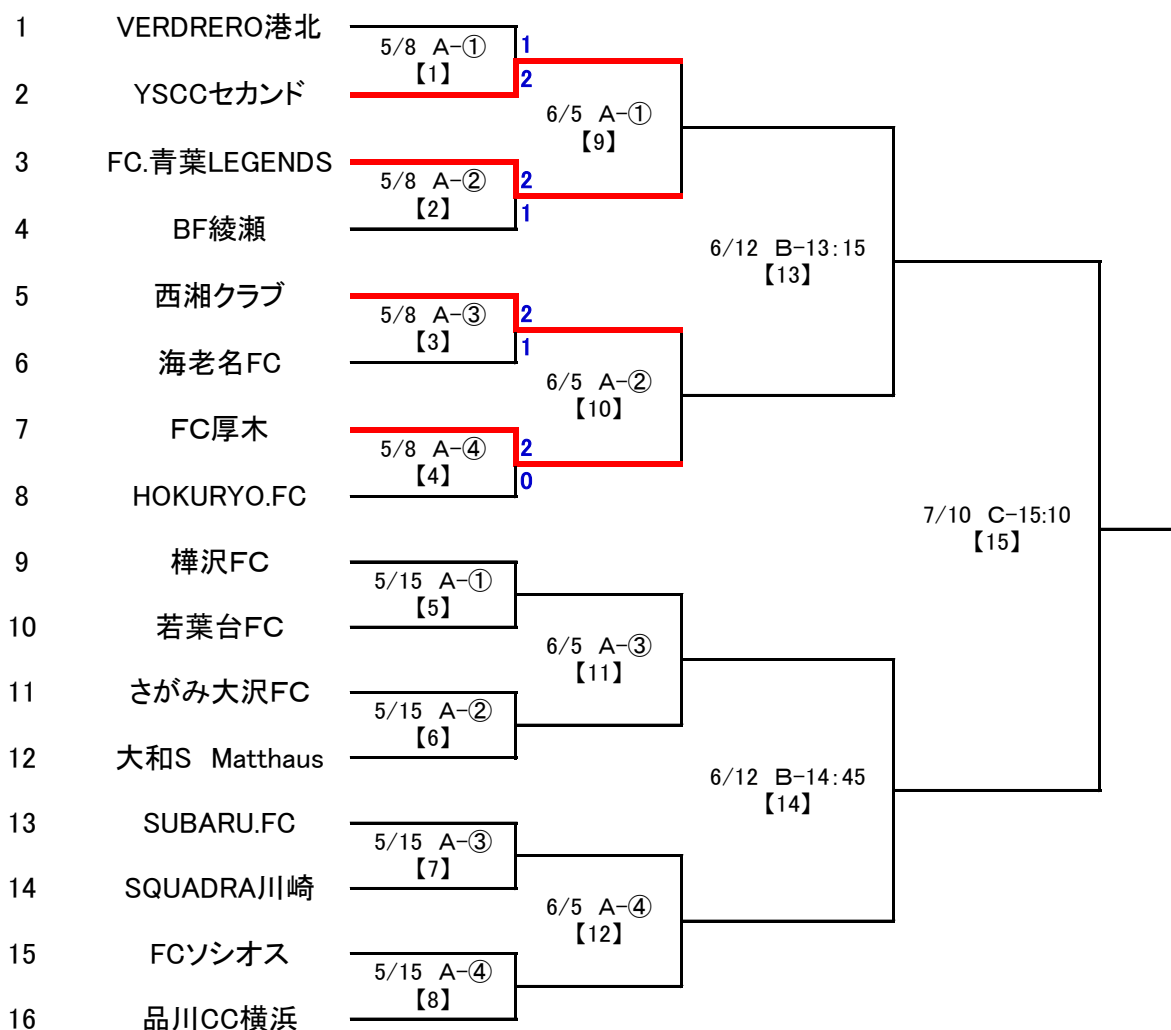 1 VERDRERO港北
5/8 A-① 1
【1】 2
2 YSCCセカンド
6/5 A-①
【9】
3 FC.青葉LEGENDS
5/8 A-② 2
【2】 1
4 BF綾瀬
6/12 B-13:15
【13】
5 西湘クラブ
5/8 A-③ 2
【3】 1
6 海老名FC
6/5 A-②
【10】
7 FC厚木
5/8 A-④ 2
【4】 0
8 HOKURYO.FC
7/10 C-15:10
【15】
9 樺沢FC
5/15 A-①
【5】
10 若葉台FC
6/5 A-③
【11】
11 さがみ大沢FC
5/15 A-②
【6】
12 大和S Matthaus
6/12 B-14:45
【14】
13 SUBARU.FC
5/15 A-③
【7】
14 SQUADRA川崎
6/5 A-④
【12】
15 FCソシオス
5/15 A-④
【8】
16 品川CC横浜